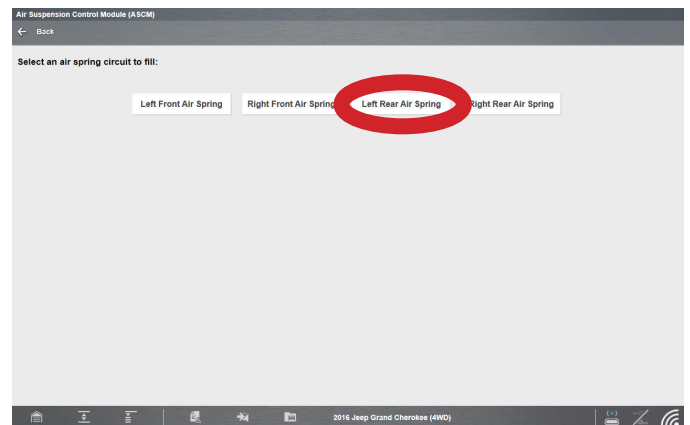 Air Suspension Control Module (ASCM)
Back
Select an air spring circuit to fill:
Left Front Air Spring Right Front Air Spring Left Rear Air Spring Right Rear Air Spring
2016 Jeep Grand Cherokee (4WD)